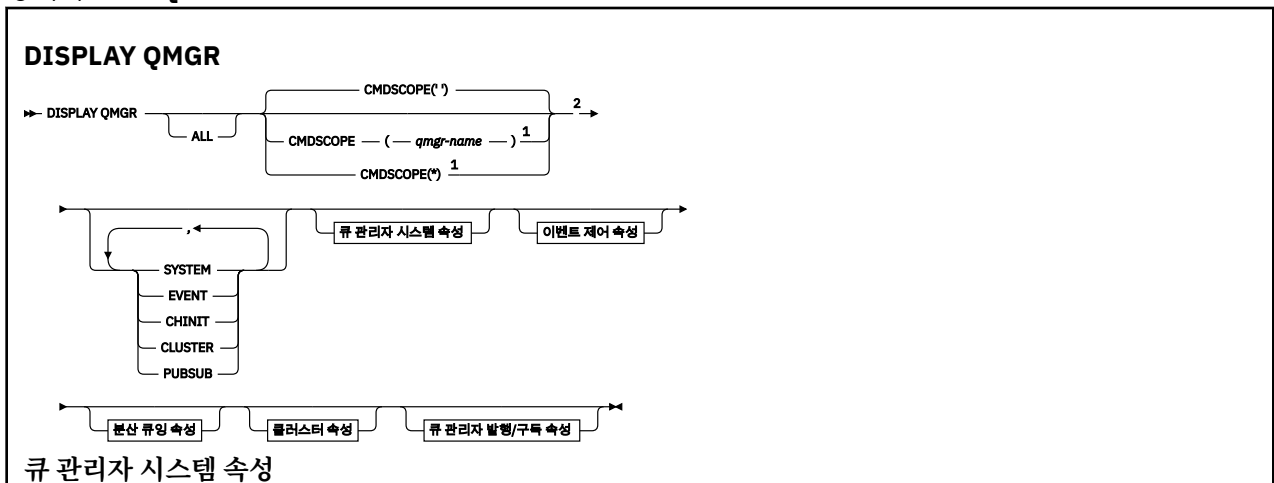 DISPLAY QMGR
CMDSCOPE(' ')
DISPLAY QMGR
ALL
CMDSCOPE ( qmgr-name ) 1
2
CMDSCOPE(*) 1
,
SYSTEM
EVENT
CHINIT
CLUSTER
PUBSUB
큐 관리자 시스템 속성
이벤트 제어 속성
분산 큐잉 속성
클러스터 속성
큐 관리자 발행/구독 속성
큐 관리자 시스템 속성